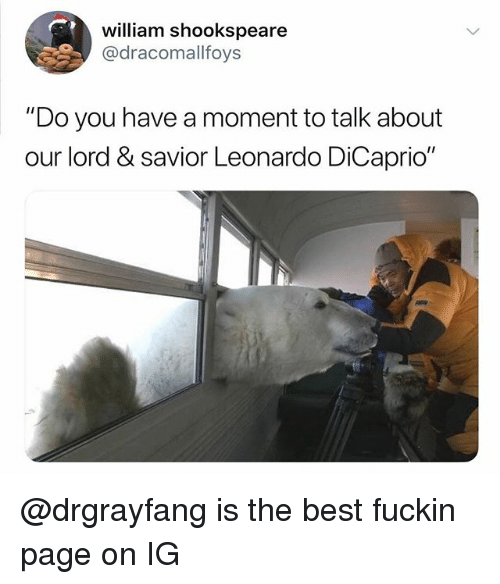 william shookspeare
@dracomallfoys
"Do you have a moment to talk about
our lord & savior Leonardo DiCaprio"
@drgrayfang is the best fuckin
page on IG